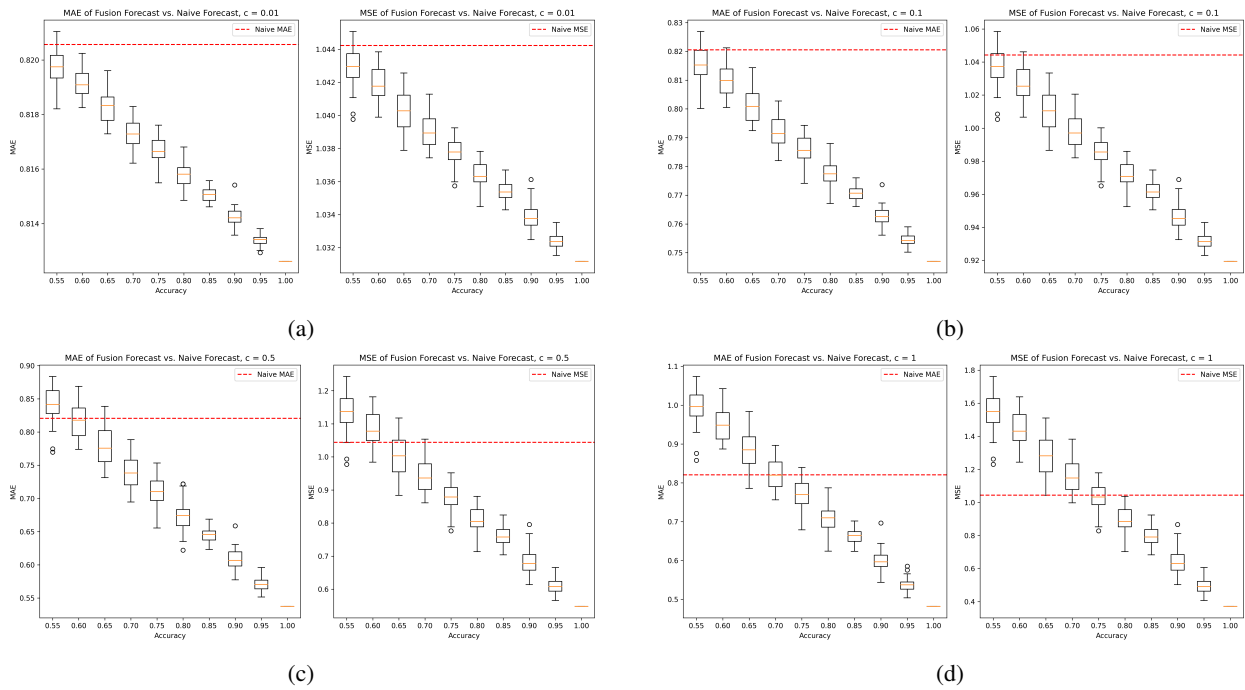 MAE of Fusion Forecast vs. Naive Forecast, c = 0.01
Naive MAE
MAE
0.820
0.818
0.816
0.814
0.55 0.60 0.65 0.70 0.75 0.80 0.85 0.90 0.95 1.00
Accuracy
MSE of Fusion Forecast vs. Naive Forecast, c = 0.01
Naive MSE
MSE
1.044
1.042
1.040
1.038
1.036
1.034
1.032
0.55 0.60 0.65 0.70 0.75 0.80 0.85 0.90 0.95 1.00
Accuracy
(a)
MAE of Fusion Forecast vs. Naive Forecast, c = 0.1
Naive MAE
MAE
0.83
0.82
0.81
0.80
0.79
0.78
0.77
0.76
0.75
0.55 0.60 0.65 0.70 0.75 0.80 0.85 0.90 0.95 1.00
Accuracy
MSE of Fusion Forecast vs. Naive Forecast, c = 0.1
Naive MSE
MSE
1.06
1.04
1.02
1.00
0.98
0.96
0.94
0.92
0.55 0.60 0.65 0.70 0.75 0.80 0.85 0.90 0.95 1.00
Accuracy
(b)
MAE of Fusion Forecast vs. Naive Forecast, c = 0.5
Naive MAE
MAE
0.90
0.85
0.80
0.75
0.70
0.65
0.60
0.55
0.55 0.60 0.65 0.70 0.75 0.80 0.85 0.90 0.95 1.00
Accuracy
MSE of Fusion Forecast vs. Naive Forecast, c = 0.5
Naive MSE
MSE
1.2
1.1
1.0
0.9
0.8
0.7
0.6
0.55 0.60 0.65 0.70 0.75 0.80 0.85 0.90 0.95 1.00
Accuracy
(c)
MAE of Fusion Forecast vs. Naive Forecast, c = 1
Naive MAE
MAE
1.1
1.0
0.9
0.8
0.7
0.6
0.5
0.55 0.60 0.65 0.70 0.75 0.80 0.85 0.90 0.95 1.00
Accuracy
MSE of Fusion Forecast vs. Naive Forecast, c = 1
Naive MSE
MSE
1.8
1.6
1.4
1.2
1.0
0.8
0.6
0.4
0.55 0.60 0.65 0.70 0.75 0.80 0.85 0.90 0.95 1.00
Accuracy
(d)